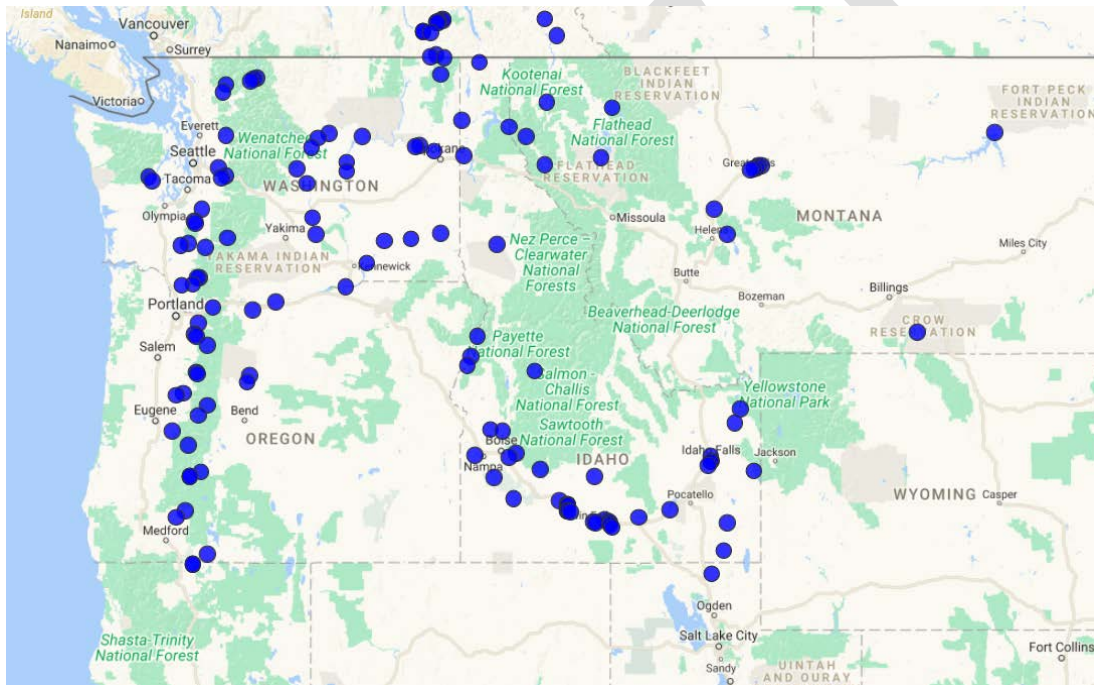 Island
Vancouver
Nanaimo
Surrey
Victoria
Kootenai
National Forest
BLACKFEET
INDIAN
RESERVATION
FORT PECK
INDIAN
RESERVATION
Everett
Wenatchee
National Forest
Flathead
Forest
Seattle
Tacoma
WASHINGTON
FLATHEAD
RESERVATION
Olympia
Missoula
Helena
MONTANA
Yakima
YAKAMA INDIAN
RESERVATION
Kennewick
Nez Perce –
Clearwater
National
Forests
Butte
Miles City
Bozeman
Billings
Portland
Beaverhead-Deerlodge
National Forest
CROW
RESERVATION
Salem
Payette
National Forest
Salmon -
Challis
National Forest
Yellowstone
National Park
Eugene
Bend
OREGON
Sawtooth
National Forest
Boise
Nampa
IDAHO
Idaho Falls
Jackson
Pocatello
WYOMING
Casper
Medford
Ogden
Shasta-Trinity
National Forest
Salt Lake City
Sandy
UINTAH
AND OURAY
Fort Collins